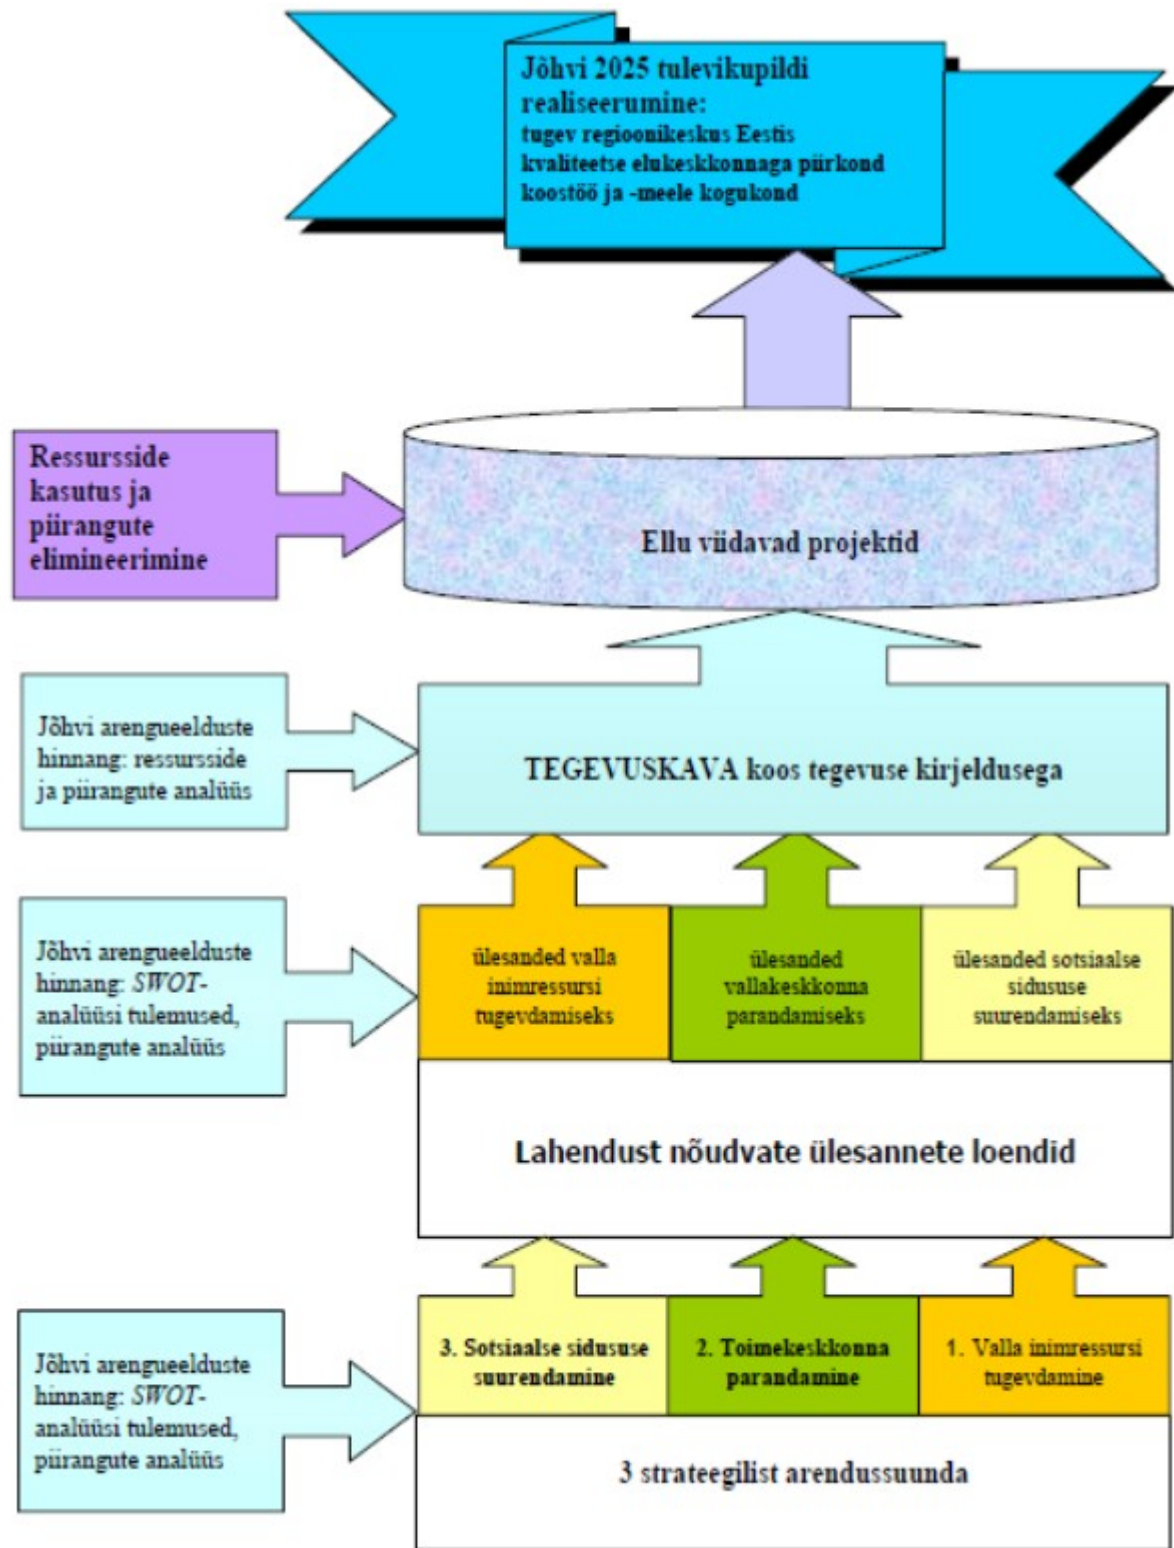 Jõhvi 2025 tulevikupildi
realiseerumine:
tugev regioonikeskus Eestis
kvaliteetse elukeskkonnaga piirkond
koostöö ja -meele kogukond
Ressursside
kasutus ja
piirangute
elimineerimine
Ellu viidavad projektid
Jõhvi arengueelduste
hinnang: ressursside
ja piirangute analüüs
TEGEVUSKAVA koos tegevuse kirjeldusega
Jõhvi arengueelduste
hinnang: SWOT-
analüüsi tulemused,
piirangute analüüs
ülesanded valla
inimressursi
tugevdamiseks
ülesanded
vallakeskkonna
parandamiseks
ülesanded sotsiaalse
sidususe
suurendamiseks
Lahendust nõudvate ülesannete loendid
Jõhvi arengueelduste
hinnang: SWOT-
analüüsi tulemused,
piirangute analüüs
3. Sotsiaalse sidususe
suurendamine
2. Toimekeskkonna
parandamine
1. Valla inimressursi
tugevdamine
3 strateegilist arendussuunda